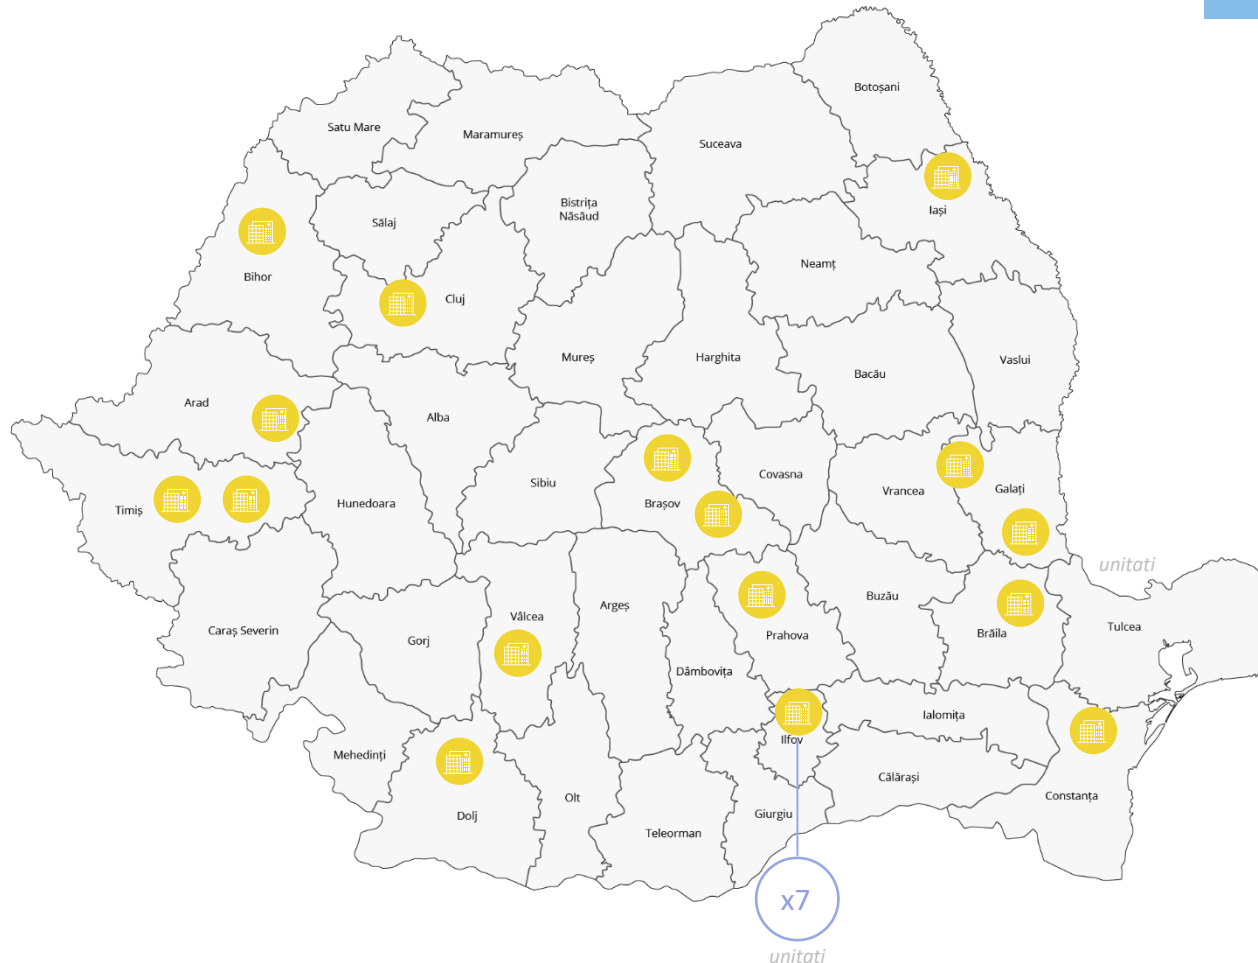 Botoșani
Satu Mare
Maramureș
Suceava
Bistrița
Năsăud
Iași
Sălaj
Neamț
Bihor
Cluj
Mureș
Harghita
Vaslui
Bacău
Arad
Alba
Covasna
Sibiu
Vrancea
Galați
Hunedoara
Brașov
Timiș
unitati
Buzău
Argeș
Vâlcea
Tulcea
Caraș Severin
Brăila
Prahova
Gorj
Dâmbovița
Ialomița
Ilfov
Mehedinți
Călărași
Constanța
Olt
Giurgiu
Dolj
Teleorman
x7
unitati